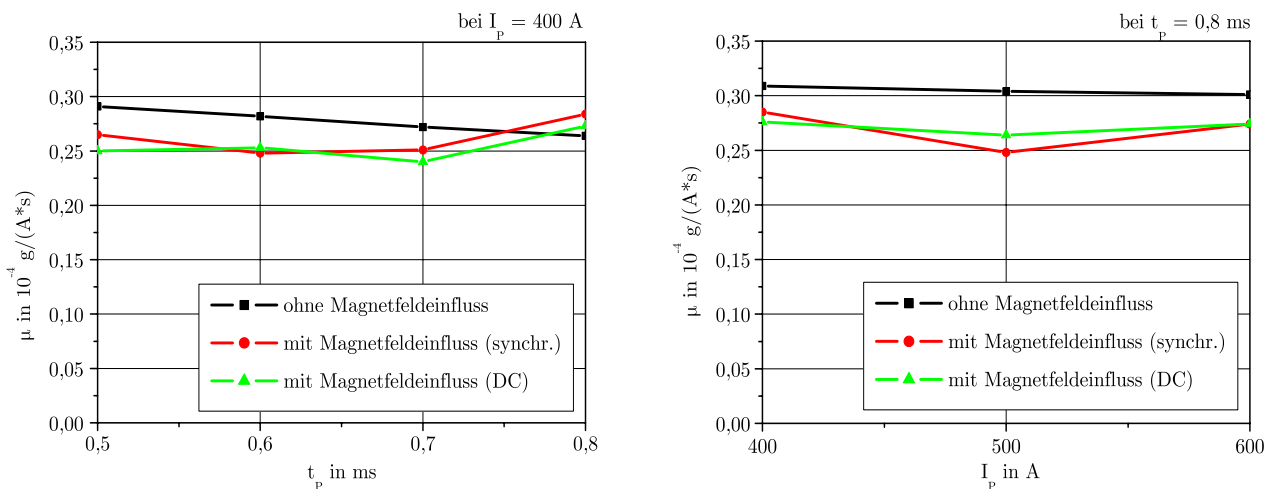 bei I_P = 400 A
0,35
0,30
0,25
0,20
0,15
0,10
0,05
0,00
µ in 10^-4 g/(A*s)
ohne Magnetfeldeinfluss
mit Magnetfeldeinfluss (synchr.)
mit Magnetfeldeinfluss (DC)
0,5 0,6 0,7 0,8
t_P in ms
bei t_P = 0,8 ms
0,35
0,30
0,25
0,20
0,15
0,10
0,05
0,00
µ in 10^-4 g/(A*s)
ohne Magnetfeldeinfluss
mit Magnetfeldeinfluss (synchr.)
mit Magnetfeldeinfluss (DC)
400 500 600
I_P in A